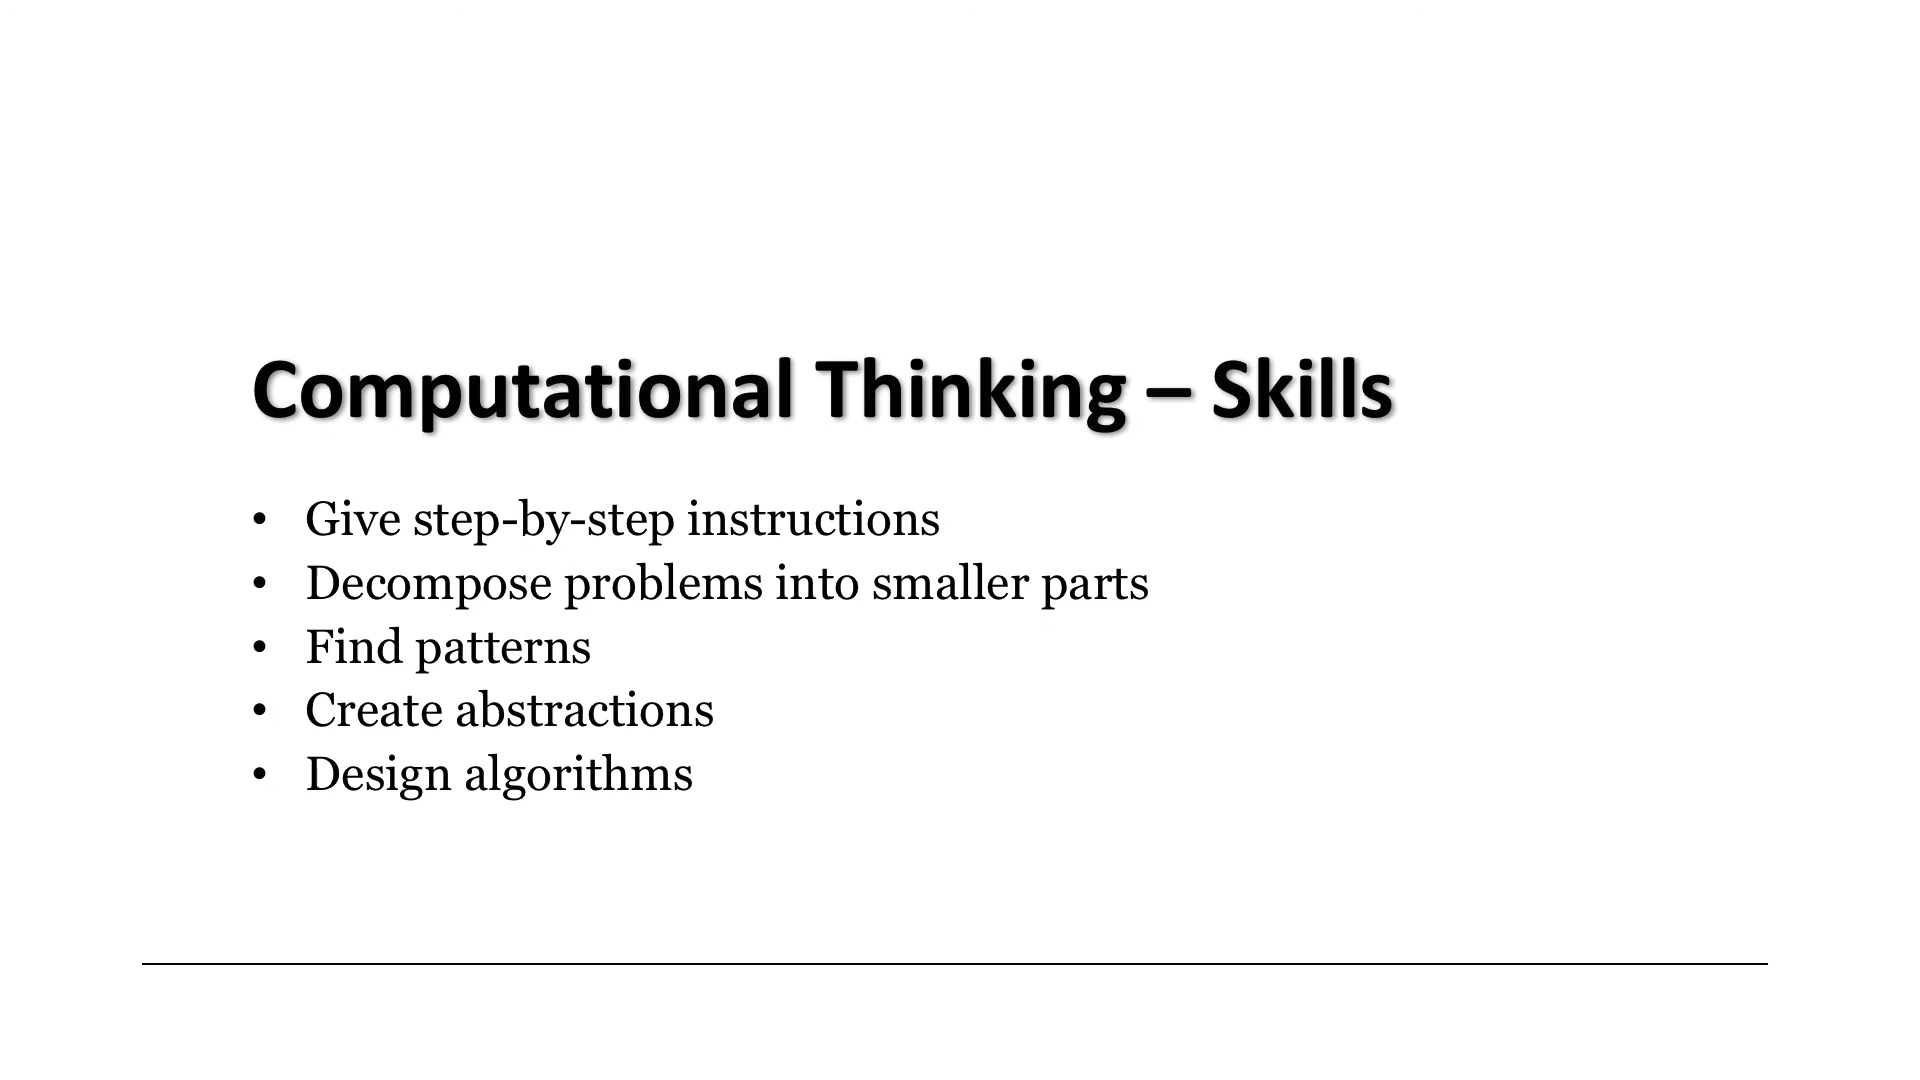 Computational Thinking – Skills
• Give step-by-step instructions
• Decompose problems into smaller parts
• Find patterns
• Create abstractions
• Design algorithms